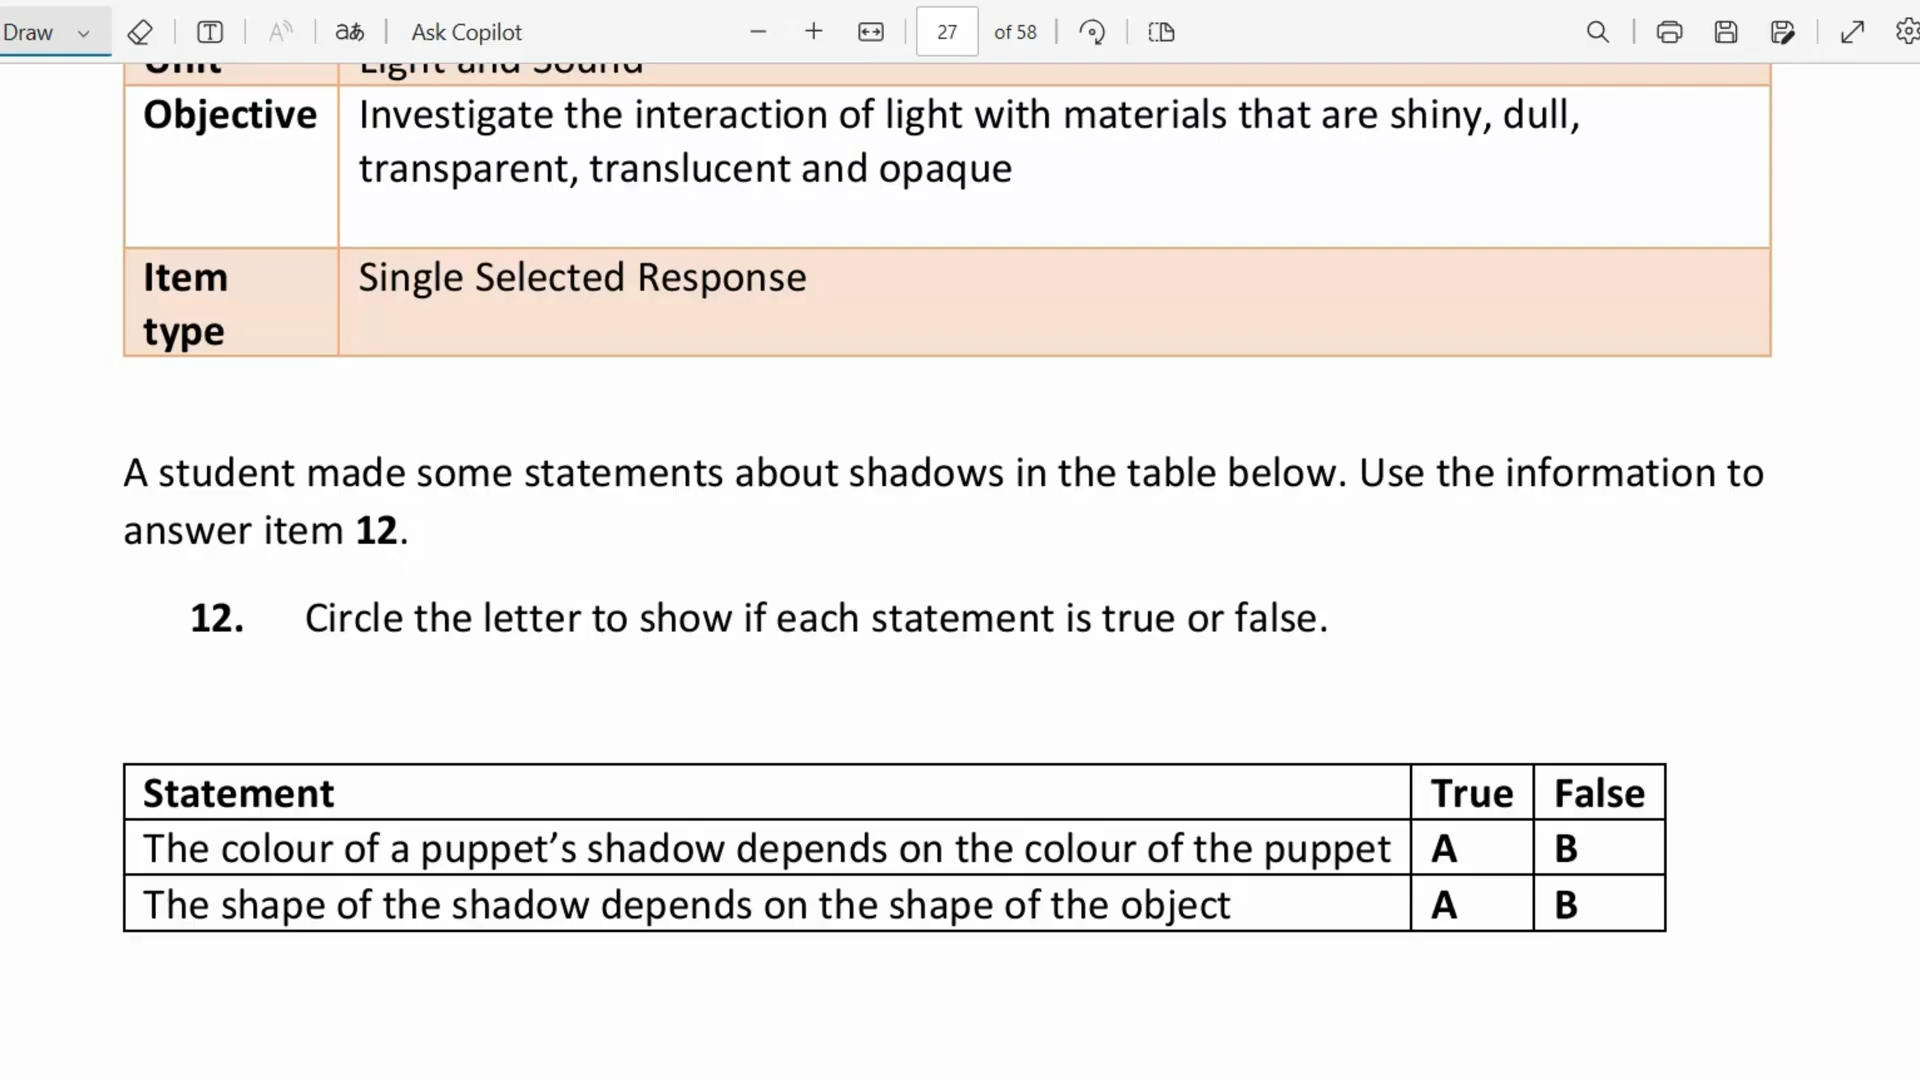 Draw
Ask Copilot
27 of 58
Unit Light and Sound
Objective Investigate the interaction of light with materials that are shiny, dull,
transparent, translucent and opaque
Item Single Selected Response
type
A student made some statements about shadows in the table below. Use the information to
answer item 12.
12. Circle the letter to show if each statement is true or false.
Statement True False
The colour of a puppet’s shadow depends on the colour of the puppet A B
The shape of the shadow depends on the shape of the object A B